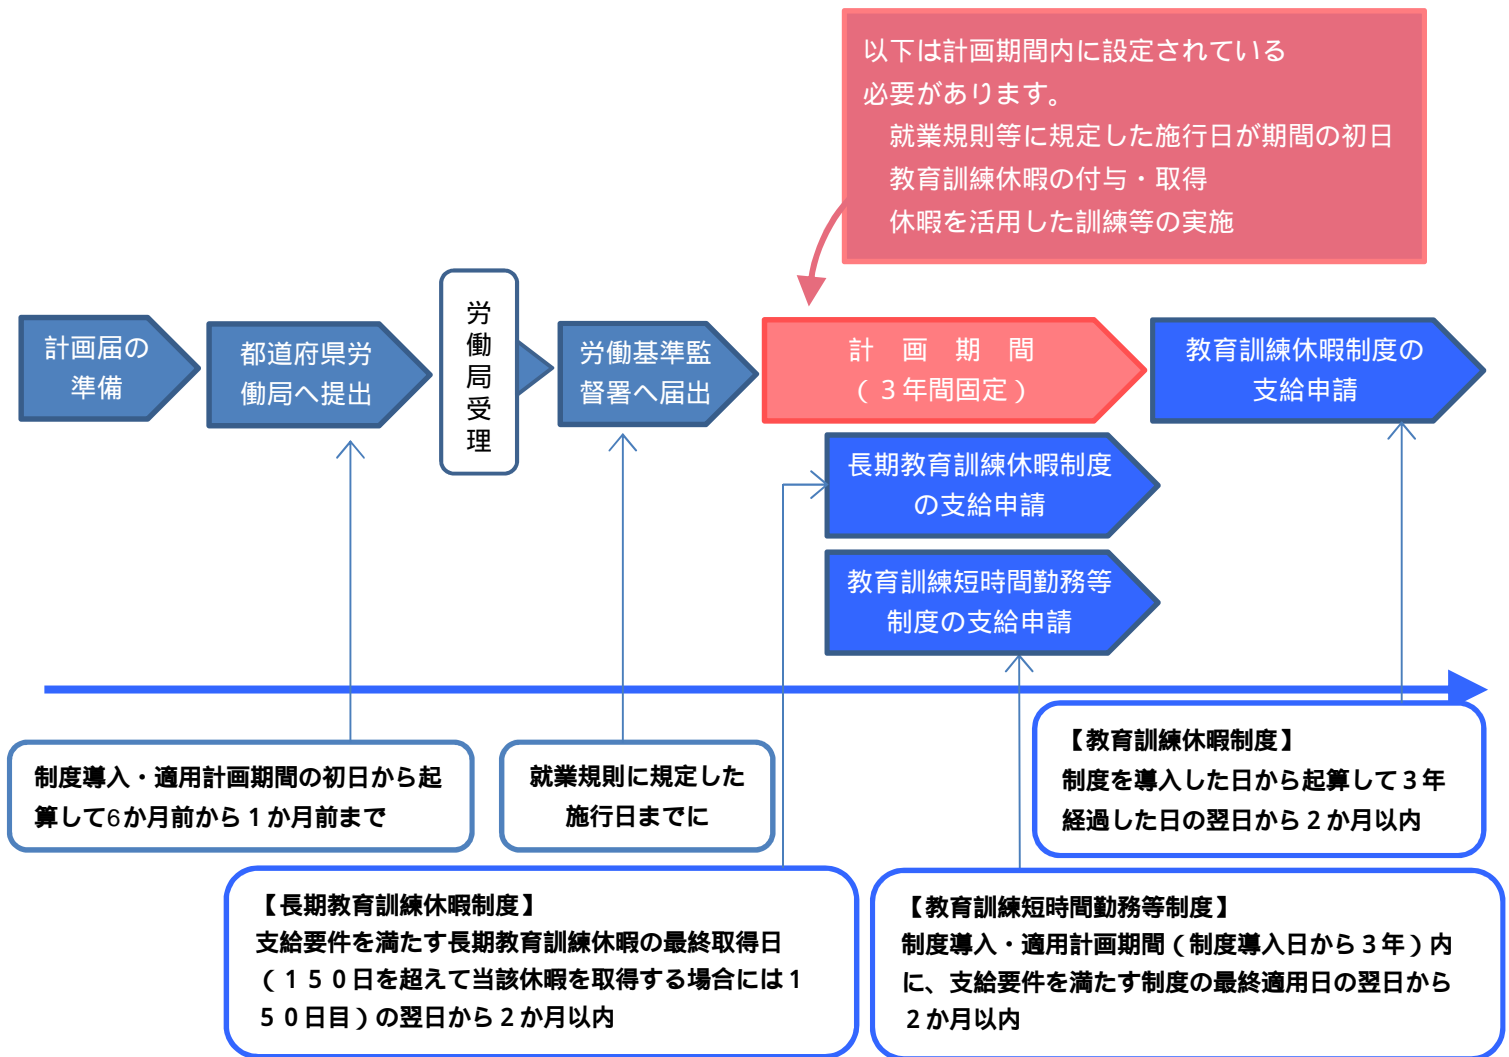 以下は計画期間内に設定されている
必要があります。
就業規則等に規定した施行日が期間の初日
教育訓練休暇の付与・取得
休暇を活用した訓練等の実施
計画届の
準備
都道府県労
働局へ提出
労働局受理
労働基準監
督署へ届出
計　画　期　間
（３年間固定）
教育訓練休暇制度の
支給申請
長期教育訓練休暇制度
の支給申請
教育訓練短時間勤務等
制度の支給申請
制度導入・適用計画期間の初日から起
算して6か月前から１か月前まで
就業規則に規定した
施行日までに
【教育訓練休暇制度】
制度を導入した日から起算して３年
経過した日の翌日から２か月以内
【長期教育訓練休暇制度】
支給要件を満たす長期教育訓練休暇の最終取得日
（１５０日を超えて当該休暇を取得する場合には１
５０日目）の翌日から２か月以内
【教育訓練短時間勤務等制度】
制度導入・適用計画期間（制度導入日から３年）内
に、支給要件を満たす制度の最終適用日の翌日から
２か月以内